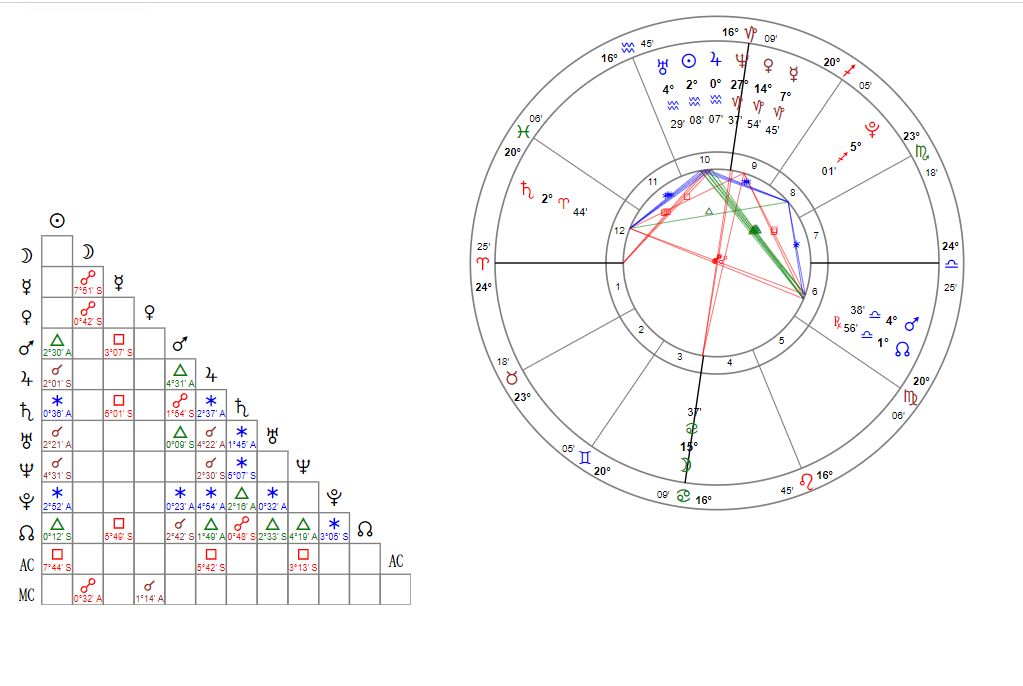 ☉
☽ ☽
☿ ☍ 7°51' S ☿
♀ ☍ 0°42' S ♀
♂ △ 2°30' A □ 3°07' S ♂
♃ ☌ 2°01' S △ 4°31' A ♃
♄ ⚹ 0°36' A □ 5°01' S ☍ 1°54' S ⚹ 2°37' A ♄
♅ ☌ 2°21' A △ 0°09' S ☌ 4°22' A ⚹ 1°45' A ♅
♆ ☌ 4°31' S ☌ 2°30' S ⚹ 5°07' S ♆
♇ ⚹ 2°52' A ⚹ 0°23' A ⚹ 4°54' A △ 2°16' A ⚹ 0°32' A ♇
☊ △ 0°12' S □ 5°49' S ☌ 2°42' S △ 1°49' A ☍ 0°48' S △ 2°33' S △ 4°19' A ⚹ 3°05' S ☊
AC □ 7°44' S □ 5°42' S □ 3°13' S AC
MC ☍ 0°32' A ☌ 1°14' A
16° ♑ 09'
16° ♒ 45'
20° ♐ 05'
♅ ☉ ♃ ♆ ♀ ☿
4° 2° 0° 27° 14° 7°
♒ ♒ ♒ ♑ ♑ ♑
29' 08' 07' 37' 54' 45'
06' ♓ 20°
♇ 5° ♐ 01'
23° ♏ 18'
10 9
11 8
♄ 2° ♈ 44'
12 7
25' ♈ 24°
24° ♎ 25'
1 6
2 5
3 4
38' ♎ 4° ♂
℞ 56' ♎ 1° ☊
18' ♉ 23°
20° ♍ 06'
37'
♋
15°
☽
05' ♊ 20°
♌ 16° 45'
09' ♋ 16°